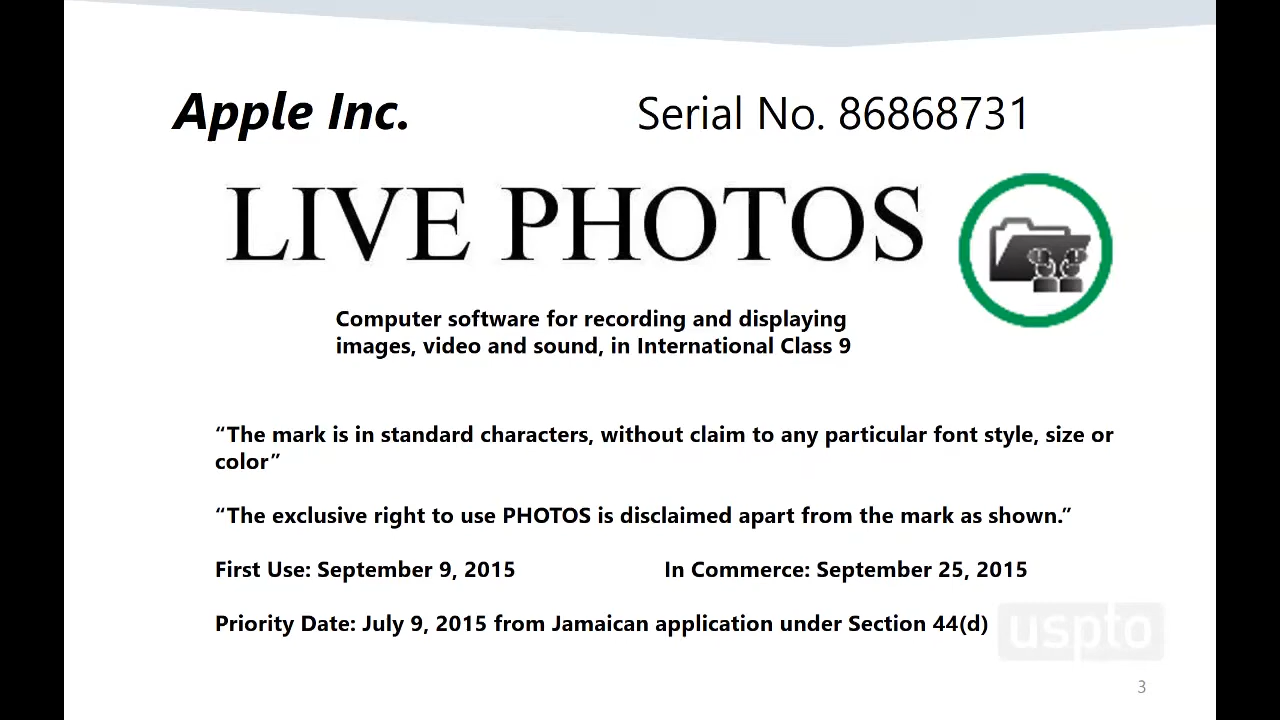 Apple Inc.
Serial No. 86868731
LIVE PHOTOS
Computer software for recording and displaying
images, video and sound, in International Class 9
“The mark is in standard characters, without claim to any particular font style, size or
color”
“The exclusive right to use PHOTOS is disclaimed apart from the mark as shown.”
First Use: September 9, 2015
In Commerce: September 25, 2015
Priority Date: July 9, 2015 from Jamaican application under Section 44(d)
uspto
3